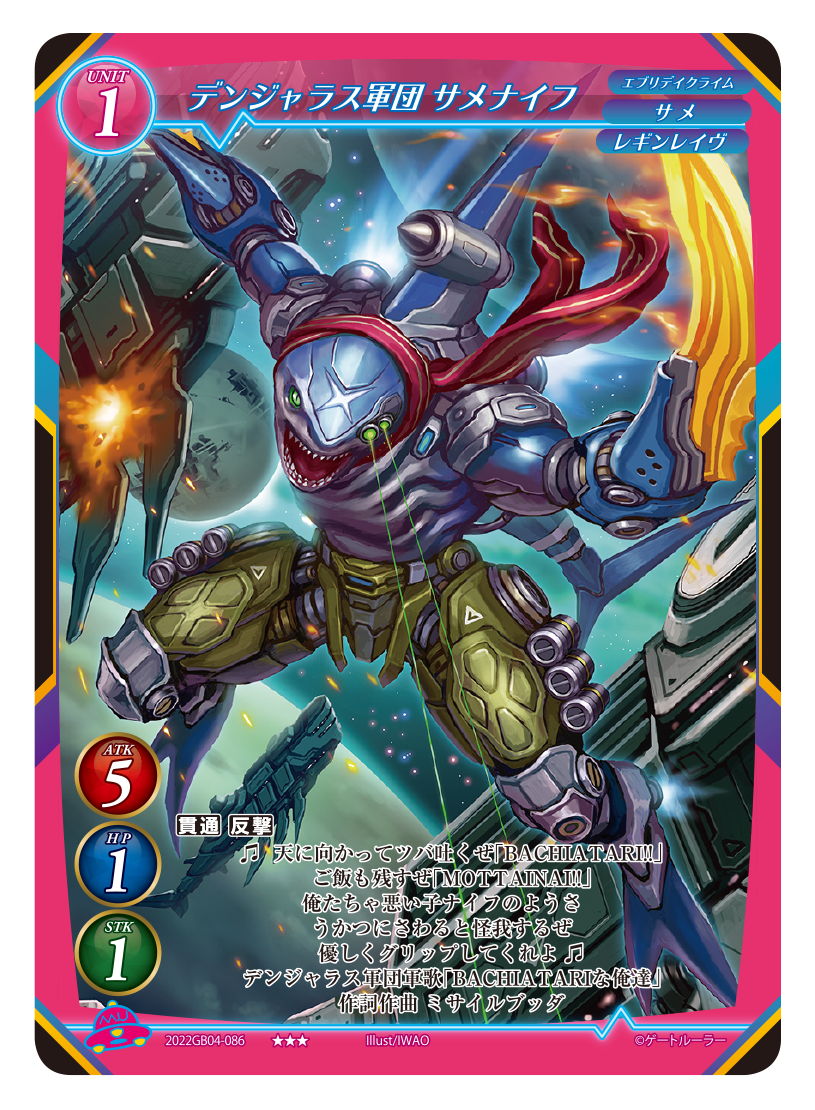 UNIT
1
デンジャラス軍団 サメナイフ
エブリデイクライム
サメ
レギンレイヴ
ATK
5
HP
1
STK
1
貫通 反撃
♫ 天に向かってツバ吐くぜ「BACHIATARI!!」
ご飯も残すぜ「MOTTAINAI!!」
俺たちゃ悪い子ナイフのようさ
うかつにさわると怪我するぜ
優しくグリップしてくれよ ♫
デンジャラス軍団軍歌「BACHIATARIな俺達」
作詞作曲 ミサイルブッダ
MIJ
2022GB04-086 ★★★ Illust/IWAO ©ゲートルーラー